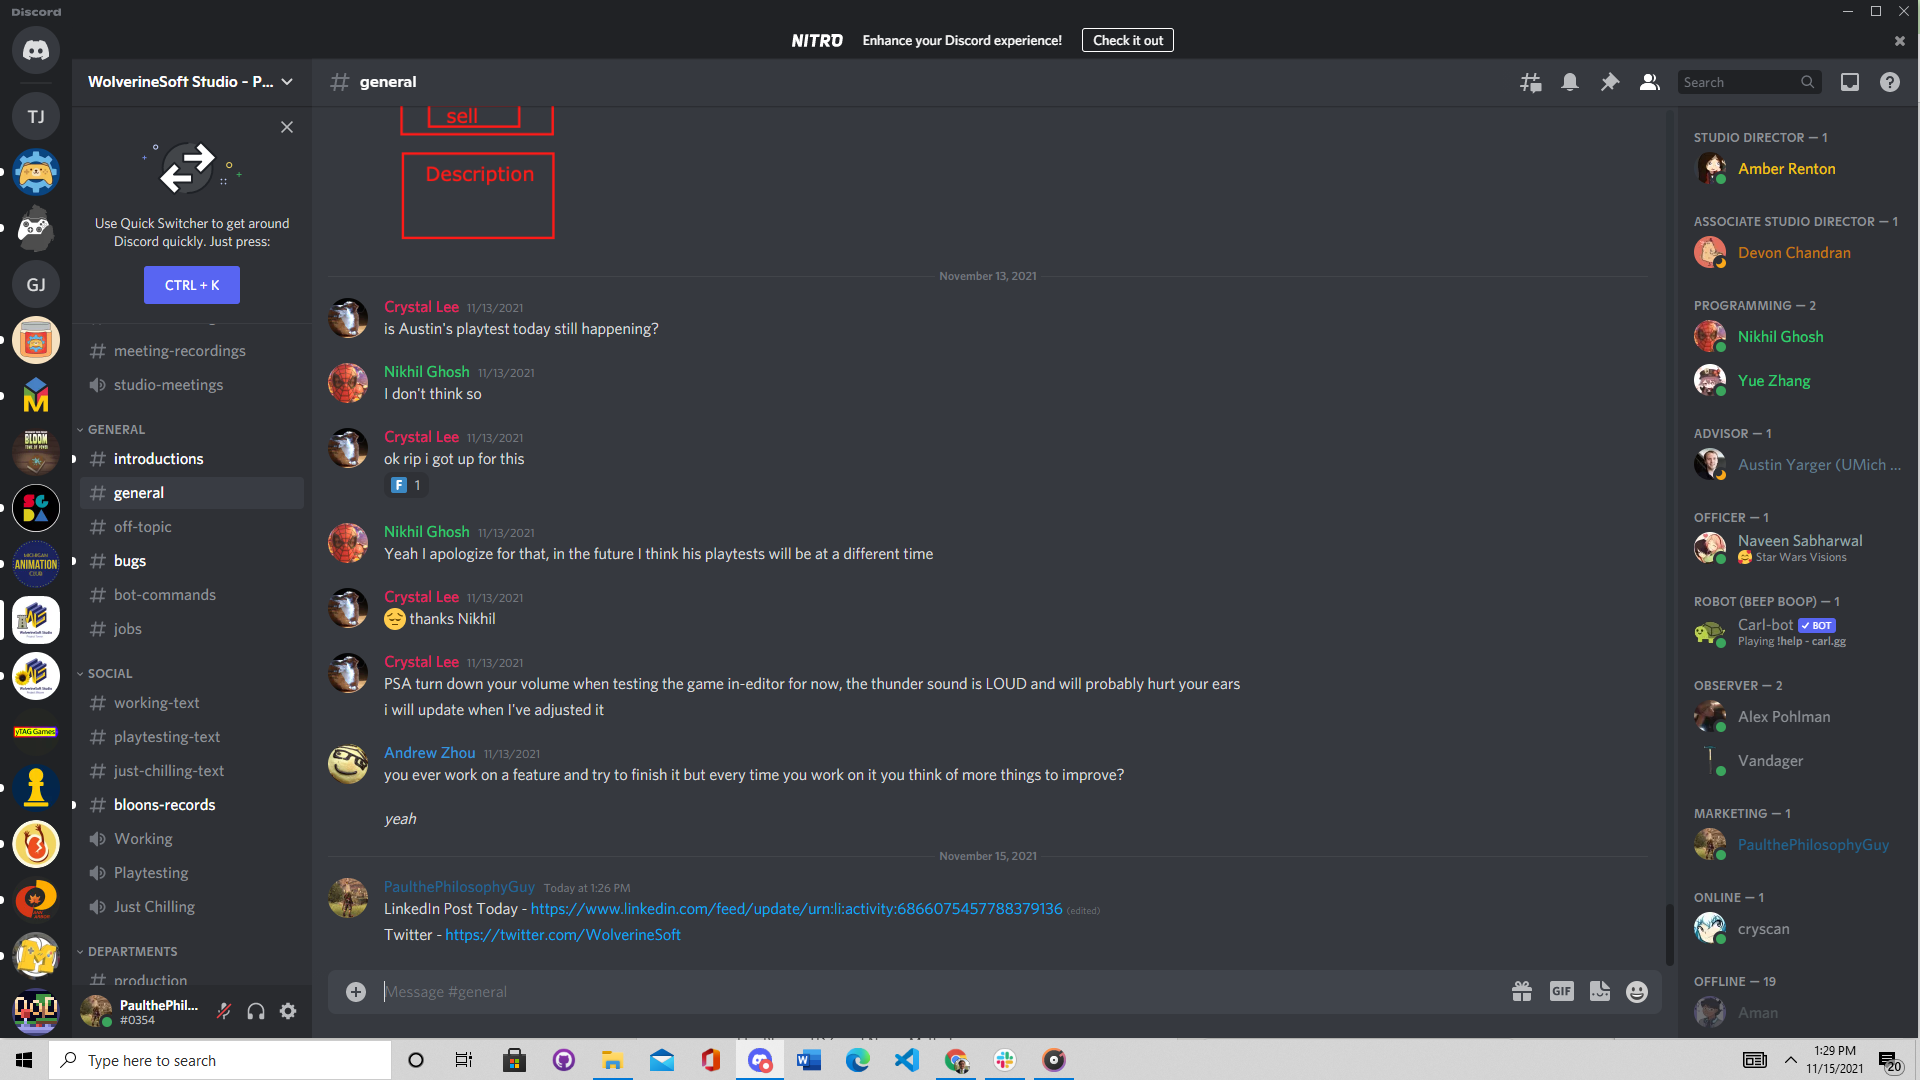 Discord
NITRO Enhance your Discord experience! Check it out
WolverineSoft Studio - P...
general
Search
TJ
GJ
BLOOM
MICHIGAN
ANIMATION
CLUB
yTAG Games
Use Quick Switcher to get around
Discord quickly. Just press:
CTRL + K
meeting-recordings
studio-meetings
GENERAL
introductions
general
off-topic
bugs
bot-commands
jobs
SOCIAL
working-text
playtesting-text
just-chilling-text
bloons-records
Working
Playtesting
Just Chilling
DEPARTMENTS
production
PaulthePhil...
#0354
sell
Description
November 13, 2021
Crystal Lee 11/13/2021
is Austin's playtest today still happening?
Nikhil Ghosh 11/13/2021
I don't think so
Crystal Lee 11/13/2021
ok rip i got up for this
F 1
Nikhil Ghosh 11/13/2021
Yeah I apologize for that, in the future I think his playtests will be at a different time
Crystal Lee 11/13/2021
thanks Nikhil
Crystal Lee 11/13/2021
PSA turn down your volume when testing the game in-editor for now, the thunder sound is LOUD and will probably hurt your ears
i will update when I've adjusted it
Andrew Zhou 11/13/2021
you ever work on a feature and try to finish it but every time you work on it you think of more things to improve?
yeah
November 15, 2021
PaulthePhilosophyGuy Today at 1:26 PM
LinkedIn Post Today - https://www.linkedin.com/feed/update/urn:li:activity:6866075457788379136 (edited)
Twitter - https://twitter.com/WolverineSoft
Message #general
GIF
STUDIO DIRECTOR — 1
Amber Renton
ASSOCIATE STUDIO DIRECTOR — 1
Devon Chandran
PROGRAMMING — 2
Nikhil Ghosh
Yue Zhang
ADVISOR — 1
Austin Yarger (UMich ...
OFFICER — 1
Naveen Sabharwal
Star Wars Visions
ROBOT (BEEP BOOP) — 1
Carl-bot BOT
Playing !help - carl.gg
OBSERVER — 2
Alex Pohlman
Vandager
MARKETING — 1
PaulthePhilosophyGuy
ONLINE — 1
cryscan
OFFLINE — 19
Aman
Type here to search
1:29 PM
11/15/2021
20